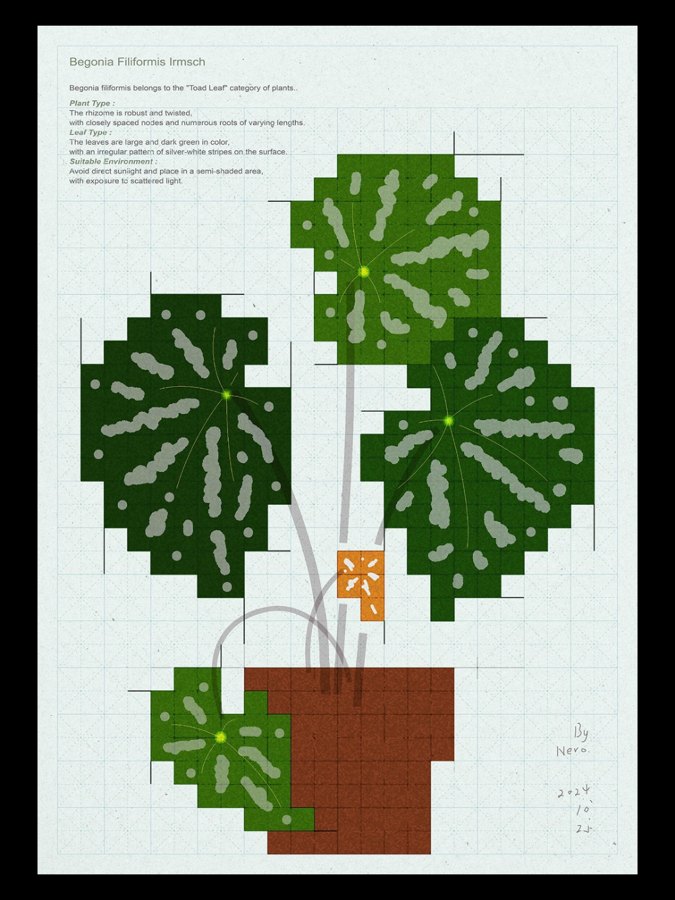 Begonia Filiformis Irmsch
Begonia filiformis belongs to the "Toad Leaf" category of plants..
Plant Type :
The rhizome is robust and twisted,
with closely spaced nodes and numerous roots of varying lengths.
Leaf Type :
The leaves are large and dark green in color,
with an irregular pattern of silver-white stripes on the surface.
Suitable Environment :
Avoid direct sunlight and place in a semi-shaded area,
with exposure to scattered light.
By
Nero.
2024
10
25